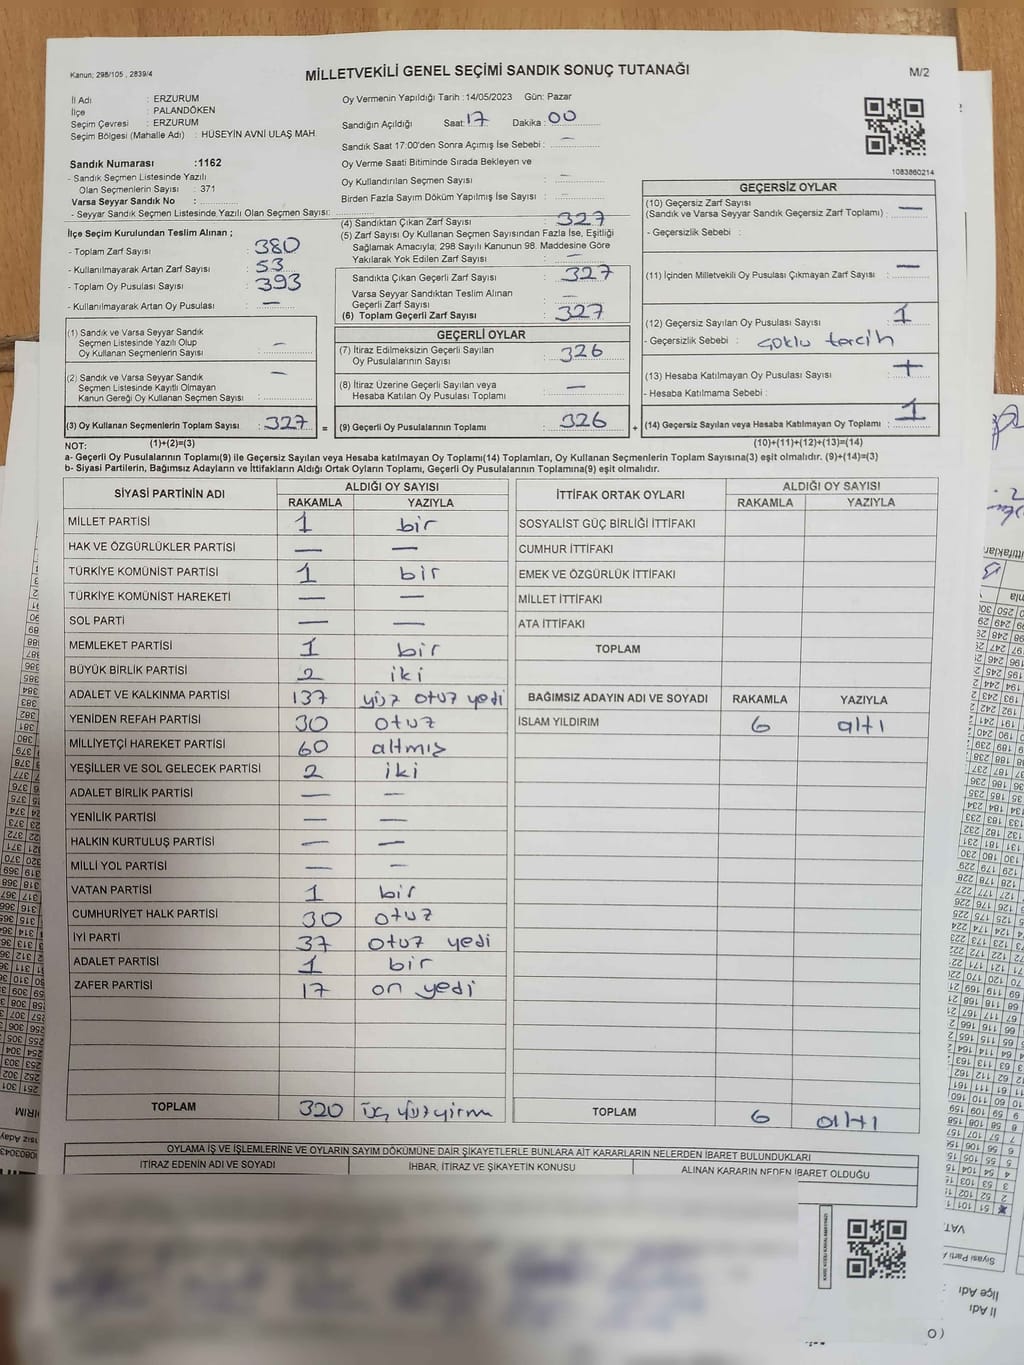 Kanun; 298/105 , 2839/4
MİLLETVEKİLİ GENEL SEÇİMİ SANDIK SONUÇ TUTANAĞI
M/2
İl Adı : ERZURUM
İlçe : PALANDÖKEN
Seçim Çevresi : ERZURUM
Seçim Bölgesi (Mahalle Adı) : HÜSEYİN AVNİ ULAŞ MAH.
Sandık Numarası :1162
- Sandık Seçmen Listesinde Yazılı
Olan Seçmenlerin Sayısı : 371
Varsa Seyyar Sandık No :
- Seyyar Sandık Seçmen Listesinde Yazılı Olan Seçmen Sayısı:
İlçe Seçim Kurulundan Teslim Alınan ;
- Toplam Zarf Sayısı 380
- Kullanılmayarak Artan Zarf Sayısı 53
- Toplam Oy Pusulası Sayısı 393
- Kullanılmayarak Artan Oy Pusulası : —
(1) Sandık ve Varsa Seyyar Sandık
Seçmen Listesinde Yazılı Olup
Oy Kullanan Seçmenlerin Sayısı : —
(2) Sandık ve Varsa Seyyar Sandık
Seçmen Listesinde Kayıtlı Olmayan
Kanun Gereği Oy Kullanan Seçmen Sayısı : —
(3) Oy Kullanan Seçmenlerin Toplam Sayısı : 327 =
Oy Vermenin Yapıldığı Tarih : 14/05/2023 Gün: Pazar
Sandığın Açıldığı Saat: 17 Dakika : 00
Sandık Saat 17:00'den Sonra Açılmış İse Sebebi : —
Oy Verme Saati Bitiminde Sırada Bekleyen ve
Oy Kullandırılan Seçmen Sayısı : —
Birden Fazla Sayım Döküm Yapılmış İse Sayısı : —
(4) Sandıktan Çıkan Zarf Sayısı : 327
(5) Zarf Sayısı Oy Kullanan Seçmen Sayısından Fazla İse, Eşitliği
Sağlamak Amacıyla; 298 Sayılı Kanunun 98. Maddesine Göre
Yakılarak Yok Edilen Zarf Sayısı : —
Sandıkta Çıkan Geçerli Zarf Sayısı : 327
Varsa Seyyar Sandıktan Teslim Alınan
Geçerli Zarf Sayısı : —
(6) Toplam Geçerli Zarf Sayısı : 327
GEÇERLİ OYLAR
(7) İtiraz Edilmeksizin Geçerli Sayılan
Oy Pusulalarının Sayısı : 326
(8) İtiraz Üzerine Geçerli Sayılan veya
Hesaba Katılan Oy Pusulası Toplamı : —
(9) Geçerli Oy Pusulalarının Toplamı : 326 +
1083860214
GEÇERSİZ OYLAR
(10) Geçersiz Zarf Sayısı
(Sandık ve Varsa Seyyar Sandık Geçersiz Zarf Toplamı) : —
- Geçersizlik Sebebi :
(11) İçinden Milletvekili Oy Pusulası Çıkmayan Zarf Sayısı : —
(12) Geçersiz Sayılan Oy Pusulası Sayısı : 1
- Geçersizlik Sebebi : çoklu tercih
(13) Hesaba Katılmayan Oy Pusulası Sayısı :
- Hesaba Katılmama Sebebi :
(14) Geçersiz Sayılan veya Hesaba Katılmayan Oy Toplamı : 1
NOT: (1)+(2)=(3) (10)+(11)+(12)+(13)=(14)
a- Geçerli Oy Pusulalarının Toplamı(9) ile Geçersiz Sayılan veya Hesaba katılmayan Oy Toplamı(14) Toplamları, Oy Kullanan Seçmenlerin Toplam Sayısına(3) eşit olmalıdır. (9)+(14)=(3)
b- Siyasi Partilerin, Bağımsız Adayların ve İttifakların Aldığı Ortak Oyların Toplamı, Geçerli Oy Pusulalarının Toplamına(9) eşit olmalıdır.
SİYASİ PARTİNİN ADI ALDIĞI OY SAYISI
RAKAMLA YAZIYLA
MİLLET PARTİSİ 1 bir
HAK VE ÖZGÜRLÜKLER PARTİSİ — —
TÜRKİYE KOMÜNİST PARTİSİ 1 bir
TÜRKİYE KOMÜNİST HAREKETİ — —
SOL PARTİ — —
MEMLEKET PARTİSİ 1 bir
BÜYÜK BİRLİK PARTİSİ 2 iki
ADALET VE KALKINMA PARTİSİ 137 yüz otuz yedi
YENİDEN REFAH PARTİSİ 30 otuz
MİLLİYETÇİ HAREKET PARTİSİ 60 altmış
YEŞİLLER VE SOL GELECEK PARTİSİ 2 iki
ADALET BİRLİK PARTİSİ — —
YENİLİK PARTİSİ — —
HALKIN KURTULUŞ PARTİSİ — —
MİLLİ YOL PARTİSİ — —
VATAN PARTİSİ 1 bir
CUMHURİYET HALK PARTİSİ 30 otuz
İYİ PARTİ 37 otuz yedi
ADALET PARTİSİ 1 bir
ZAFER PARTİSİ 17 on yedi
TOPLAM 320 üç yüz yirmi
İTTİFAK ORTAK OYLARI ALDIĞI OY SAYISI
RAKAMLA YAZIYLA
SOSYALİST GÜÇ BİRLİĞİ İTTİFAKI
CUMHUR İTTİFAKI
EMEK VE ÖZGÜRLÜK İTTİFAKI
MİLLET İTTİFAKI
ATA İTTİFAKI
TOPLAM
BAĞIMSIZ ADAYIN ADI VE SOYADI RAKAMLA YAZIYLA
İSLAM YILDIRIM 6 altı
TOPLAM 6 altı
OYLAMA İŞ VE İŞLEMLERİNE VE OYLARIN SAYIM DÖKÜMÜNE DAİR ŞİKAYETLERLE BUNLARA AİT KARARLARIN NELERDEN İBARET BULUNDUKLARI
İTİRAZ EDENİN ADI VE SOYADI İHBAR, İTİRAZ VE ŞİKAYETİN KONUSU ALINAN KARARIN NEDEN İBARET OLDUĞU